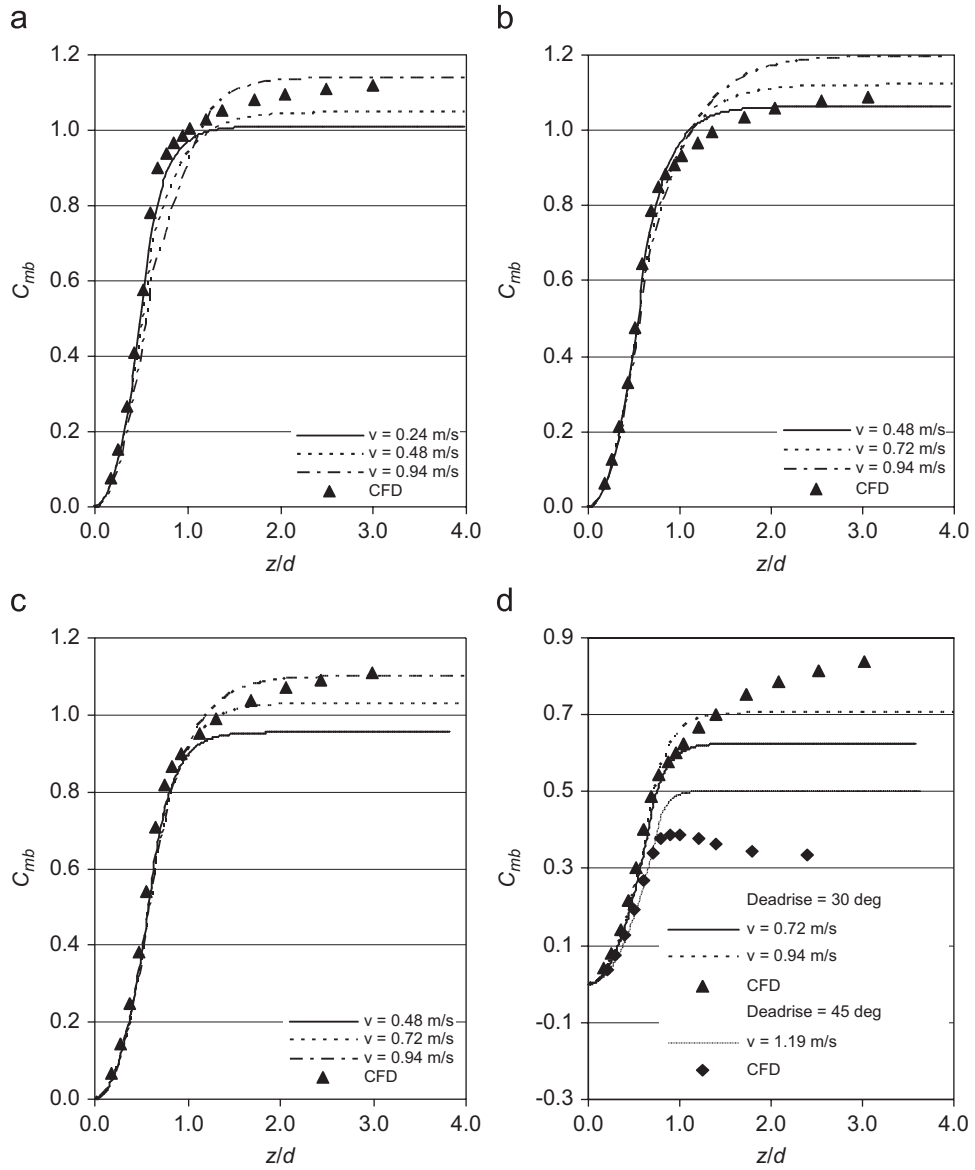 a
1.2
1.0
0.8
0.6
0.4
0.2
0.0
C_mb
v = 0.24 m/s
v = 0.48 m/s
v = 0.94 m/s
CFD
0.0 1.0 2.0 3.0 4.0
z/d
b
1.2
1.0
0.8
0.6
0.4
0.2
0.0
C_mb
v = 0.48 m/s
v = 0.72 m/s
v = 0.94 m/s
CFD
0.0 1.0 2.0 3.0 4.0
z/d
c
1.2
1.0
0.8
0.6
0.4
0.2
0.0
C_mb
v = 0.48 m/s
v = 0.72 m/s
v = 0.94 m/s
CFD
0.0 1.0 2.0 3.0 4.0
z/d
d
0.9
0.7
0.5
0.3
0.1
-0.1
-0.3
C_mb
Deadrise = 30 deg
v = 0.72 m/s
v = 0.94 m/s
CFD
Deadrise = 45 deg
v = 1.19 m/s
CFD
0.0 1.0 2.0 3.0 4.0
z/d